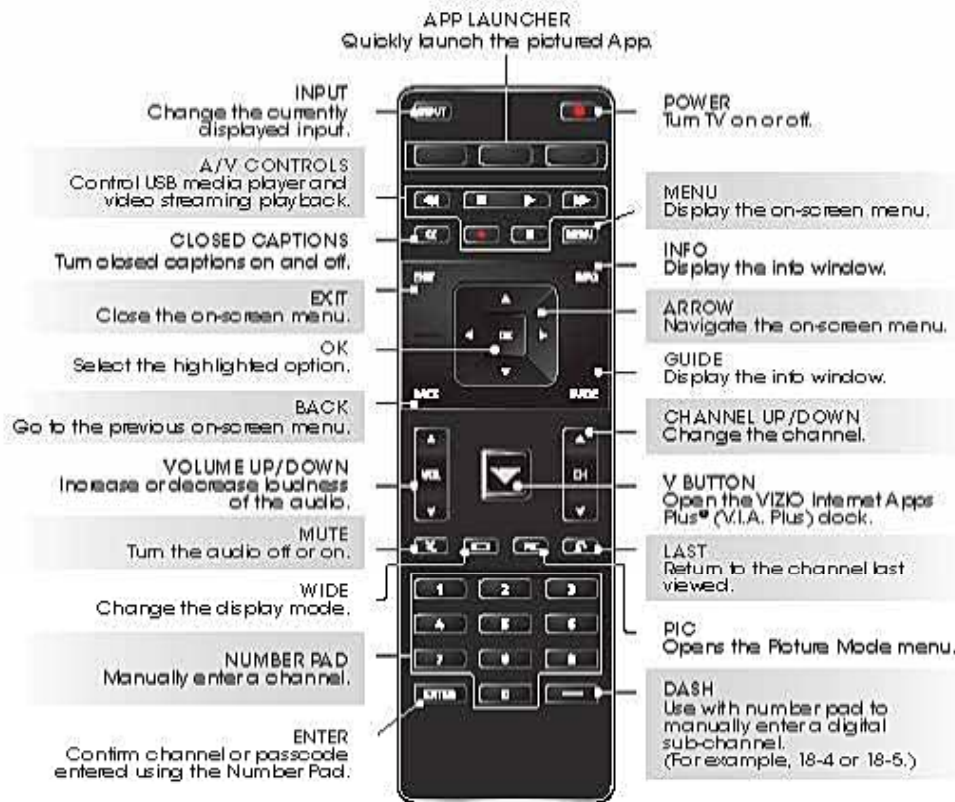 APP LAUNCHER
Quickly launch the pictured App.
INPUT
Change the currently
displayed input.
A/V CONTROLS
Control USB media player and
video streaming playback.
CLOSED CAPTIONS
Turn closed captions on and off.
EXIT
Close the on-screen menu.
OK
Select the highlighted option.
BACK
Go to the previous on-screen menu.
VOLUME UP/DOWN
Increase or decrease loudness
of the audio.
MUTE
Turn the audio off or on.
WIDE
Change the display mode.
NUMBER PAD
Manually enter a channel.
ENTER
Confirm channel or passcode
entered using the Number Pad.
INPUT
MENU
EXIT
INFO
OK
BACK
GUIDE
VOL
CH
PIC
1 2 3
4 5 6
7
ENTER 0
POWER
Turn TV on or off.
MENU
Display the on-screen menu.
INFO
Display the info window.
ARROW
Navigate the on-screen menu.
GUIDE
Display the info window.
CHANNEL UP/DOWN
Change the channel.
V BUTTON
Open the VIZIO Internet Apps
Plus® (V.I.A. Plus) dock.
LAST
Return to the channel last
viewed.
PIC
Opens the Picture Mode menu.
DASH
Use with number pad to
manually enter a digital
sub-channel.
(For example, 18-4 or 18-5.)